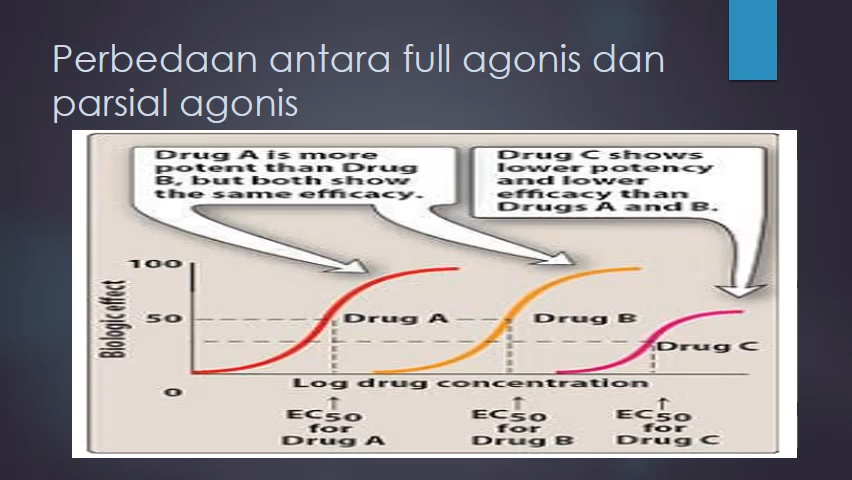 Perbedaan antara full agonis dan
parsial agonis
Drug A is more
potent than Drug
B, but both show
the same efficacy.
Drug C shows
lower potency
and lower
efficacy than
Drugs A and B.
Biologic effect
100
50
0
Drug A
Drug B
Drug C
Log drug concentration
EC50
for
Drug A
EC50
for
Drug B
EC50
for
Drug C